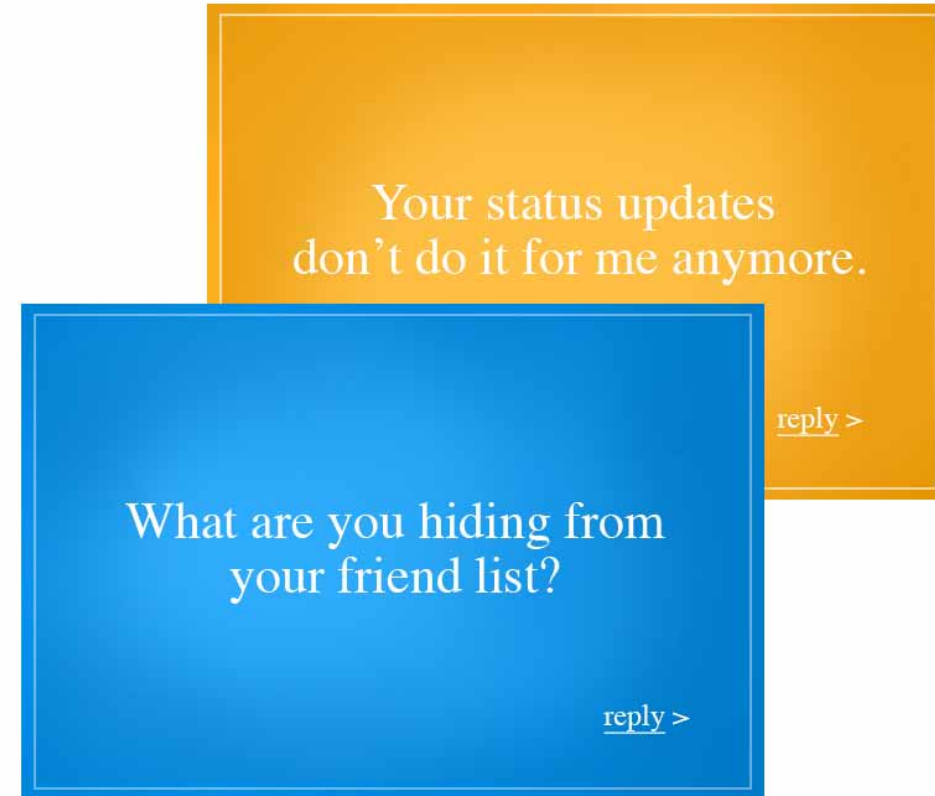 Your status updates
don’t do it for me anymore.
reply >
What are you hiding from
your friend list?
reply >